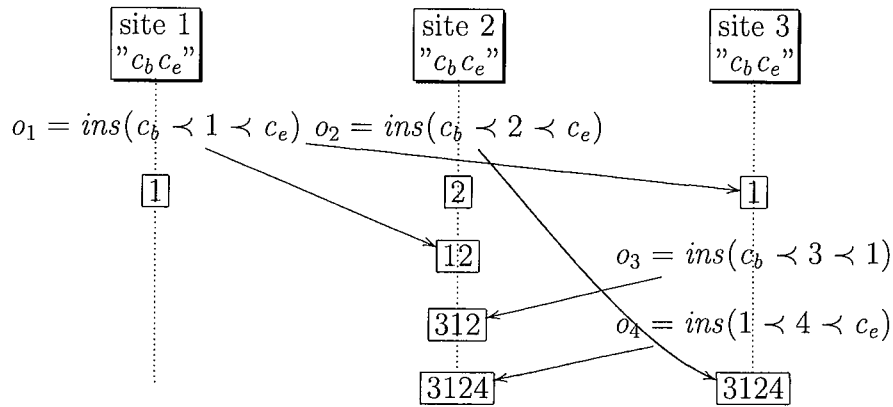 site 1 site 2 site 3
"c_b c_e" "c_b c_e" "c_b c_e"
o_1 = ins(c_b ≺ 1 ≺ c_e) o_2 = ins(c_b ≺ 2 ≺ c_e)
1 2 1
12 o_3 = ins(c_b ≺ 3 ≺ 1)
312 o_4 = ins(1 ≺ 4 ≺ c_e)
3124 3124